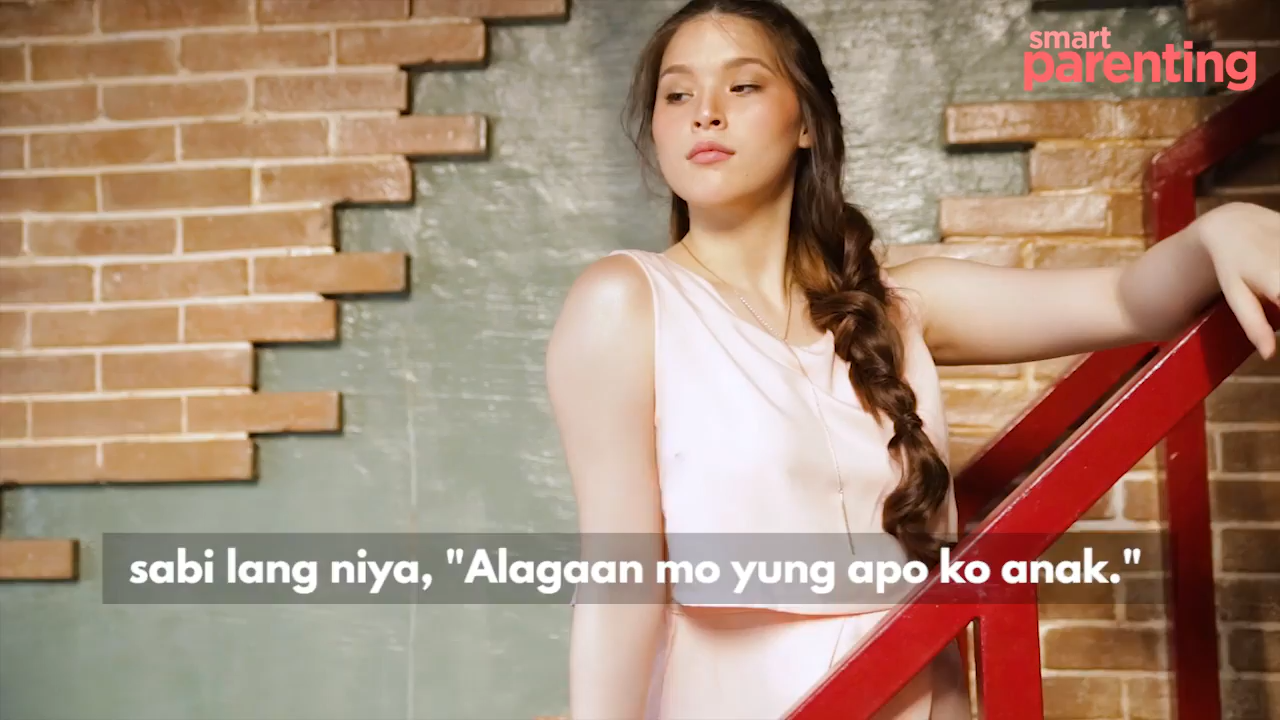 smart
parenting
sabi lang niya, "Alagaan mo yung apo ko anak."